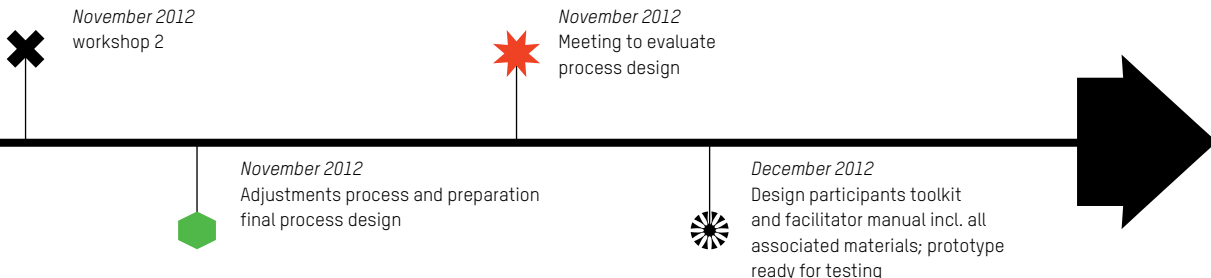 November 2012
workshop 2
November 2012
Adjustments process and preparation
final process design
November 2012
Meeting to evaluate
process design
December 2012
Design participants toolkit
and facilitator manual incl. all
associated materials; prototype
ready for testing